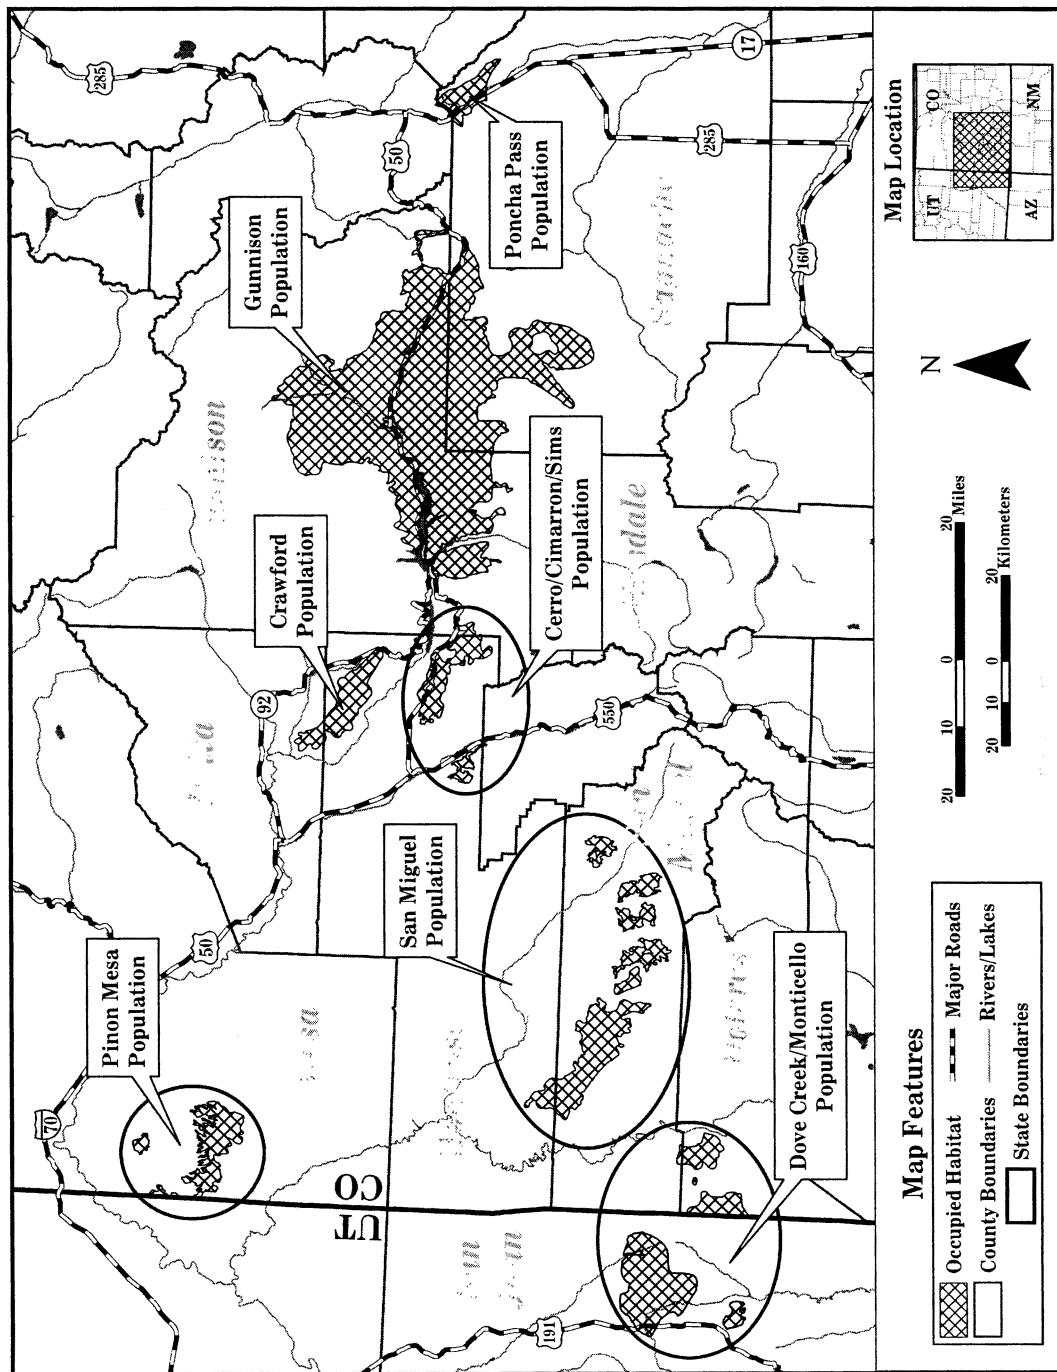 Pinon Mesa
Population
San Miguel
Population
Crawford
Population
Gunnison
Population
Poncha Pass
Population
Cerro/Cimarron/Sims
Population
Dove Creek/Monticello
Population
UT
CO
70
50
92
550
50
285
17
285
160
191
Map Features
Occupied Habitat
County Boundaries
Major Roads
Rivers/Lakes
State Boundaries
20
10
0
20
Miles
20
10
0
20
Kilometers
N
Map Location
UT
CO
AZ
NM
San
Juan